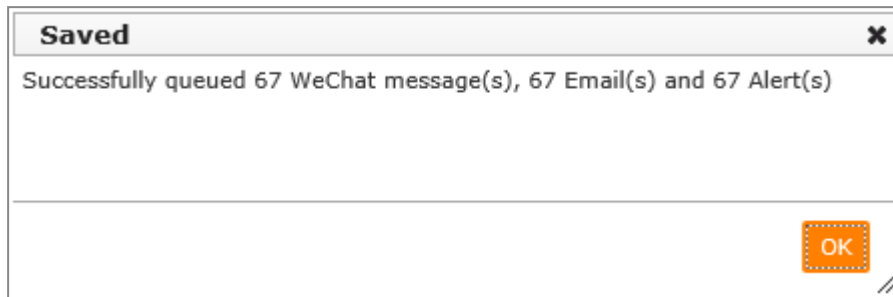 Saved
Successfully queued 67 WeChat message(s), 67 Email(s) and 67 Alert(s)
OK